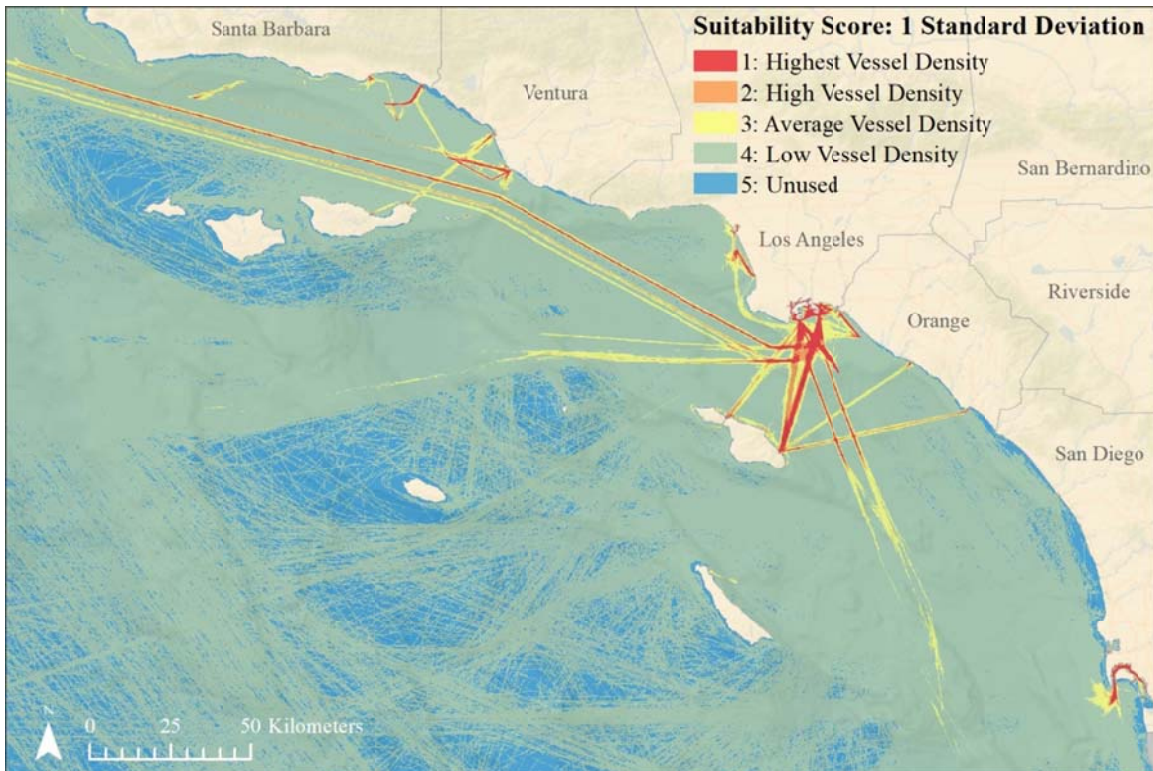 Santa Barbara
Suitability Score: 1 Standard Deviation
1: Highest Vessel Density
2: High Vessel Density
3: Average Vessel Density
4: Low Vessel Density
5: Unused
Ventura
San Bernardino
Los Angeles
Riverside
Orange
San Diego
N
0 25 50 Kilometers